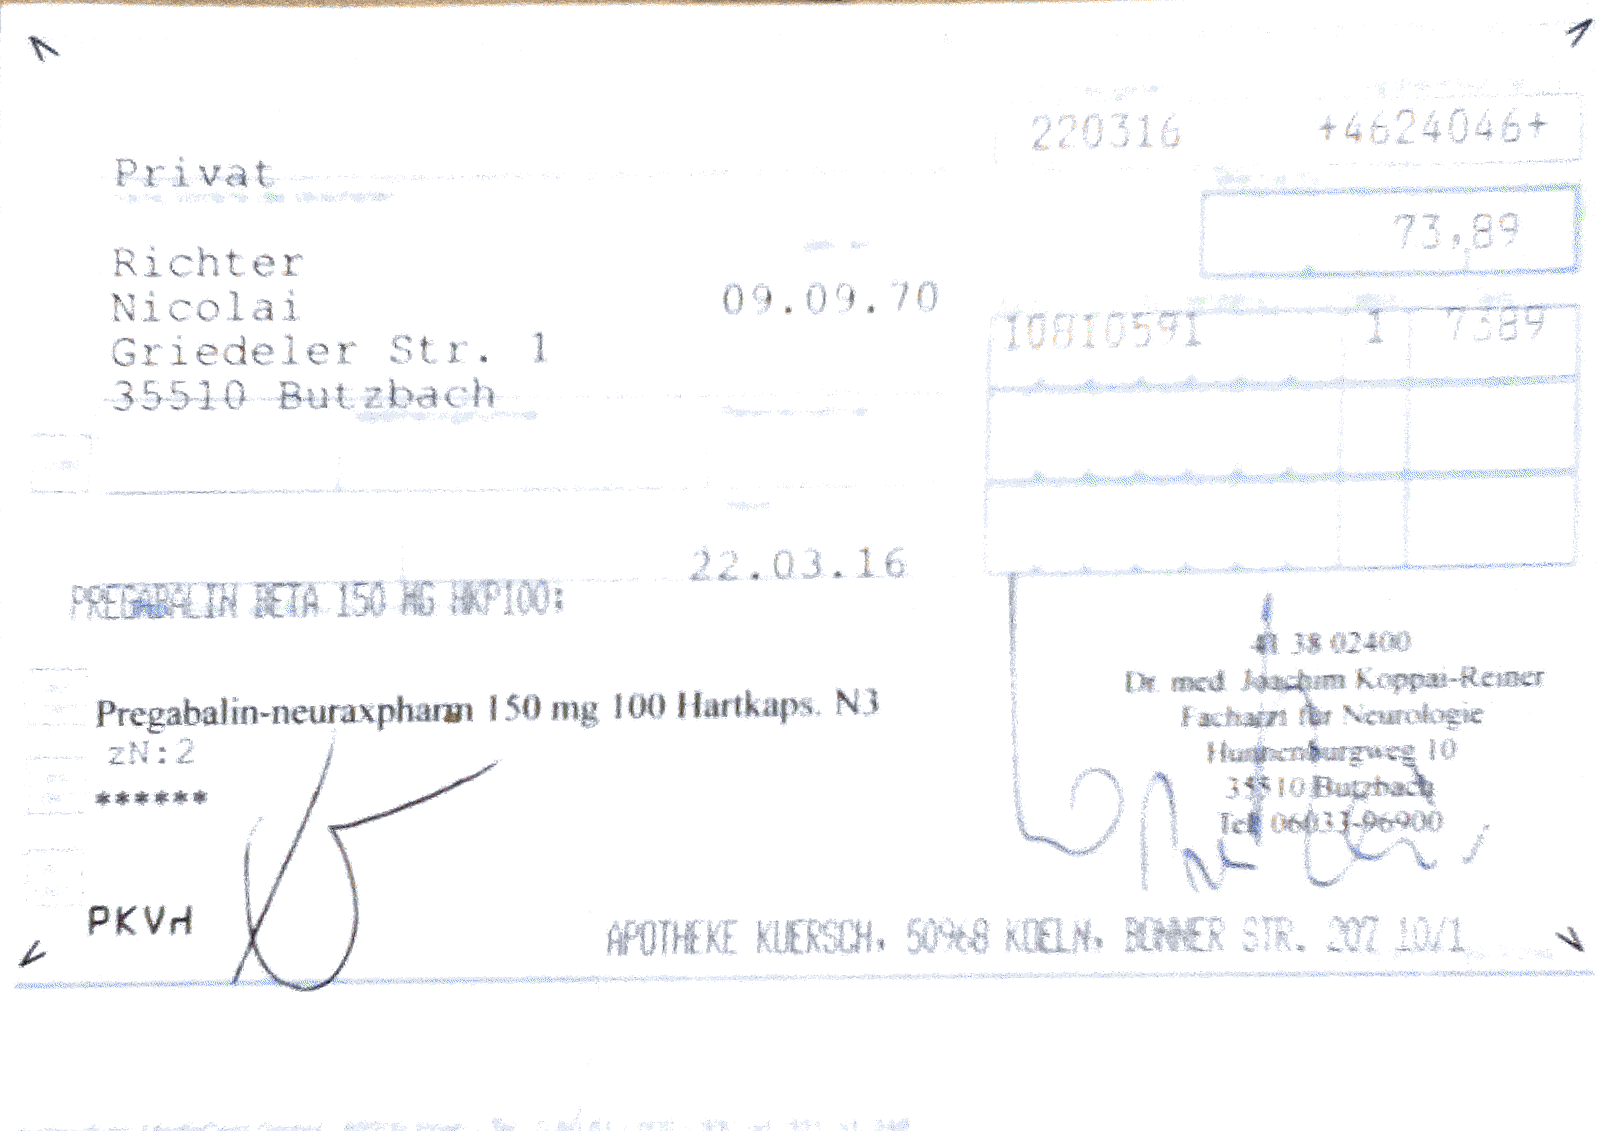 220316 +4624046+
Privat
73,89
Richter
Nicolai 09.09.70
10810591 1 7389
Griedeler Str. 1
35510 Butzbach
22.03.16
PREGABALIN BETA 150 MG HKP100:
41 38 02400
Dr. med. Joachim Koppai-Reiner
Facharzt für Neurologie
Pregabalin-neuraxpharm 150 mg 100 Hartkaps. N3
Hunnenburgweg 10
zN:2
35510 Butzbach
******
Tel. 06033-96900
PKVH
APOTHEKE KUERSCH, 50968 KOELN, BONNER STR. 207 10/1